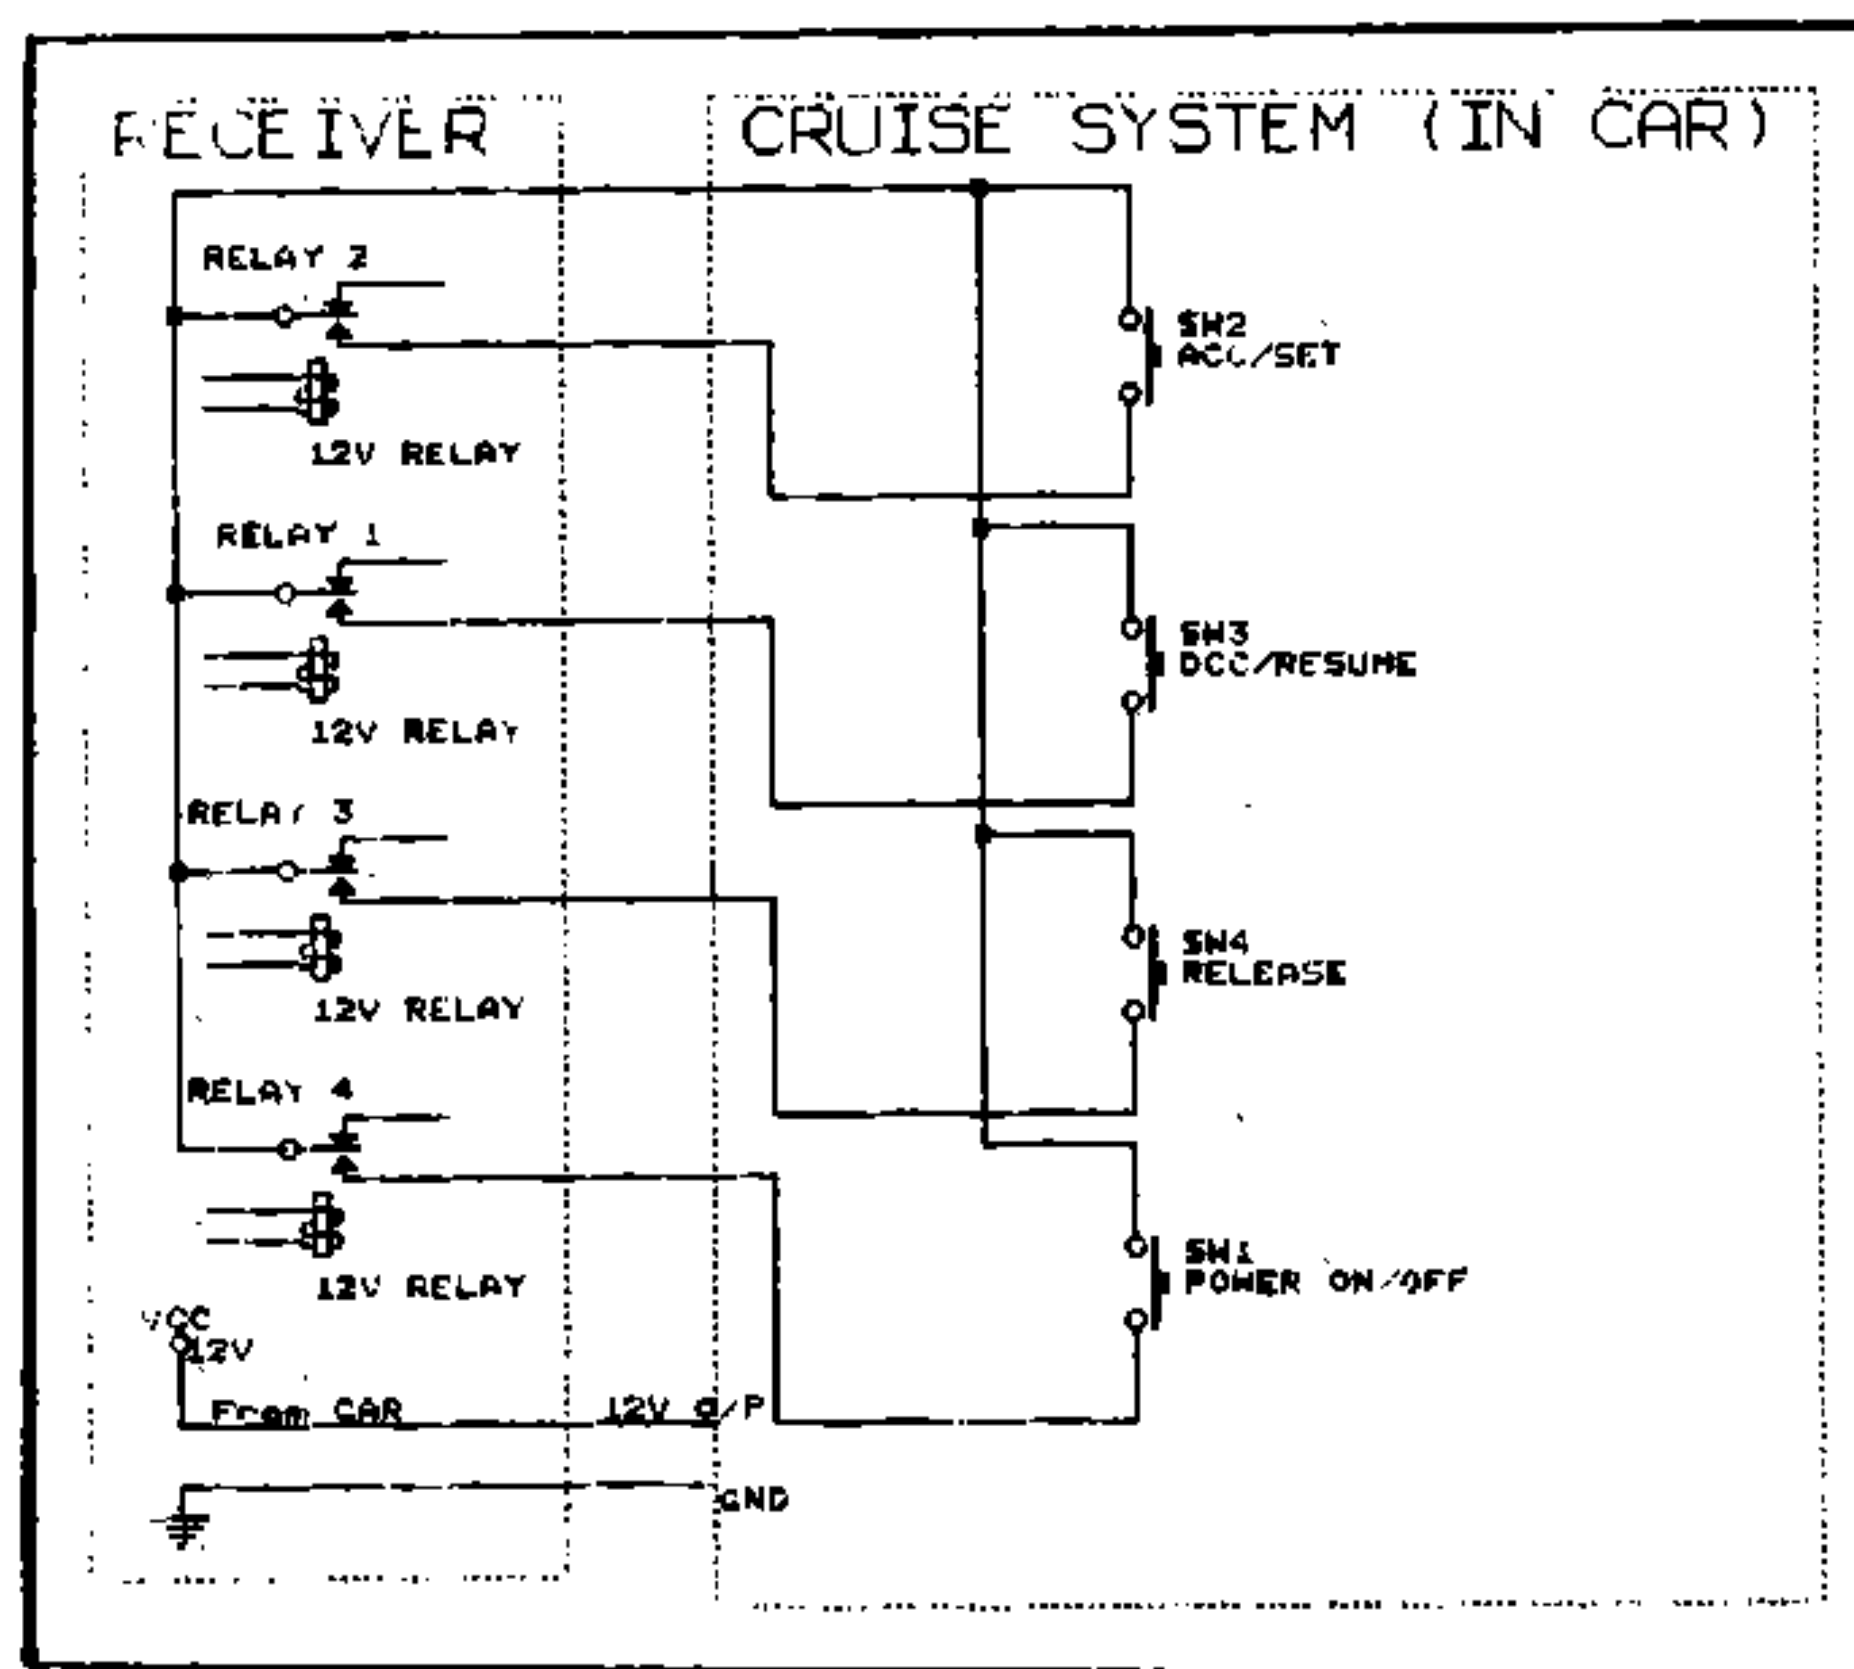 RECEIVER
CRUISE SYSTEM (IN CAR)
RELAY 2
SW2
ACC/SET
12V RELAY
RELAY 1
SW3
DCC/RESUME
12V RELAY
RELAY 3
SW4
RELEASE
12V RELAY
RELAY 4
SW1
POWER ON/OFF
12V RELAY
VCC
12V
From CAR
12V O/P
GND